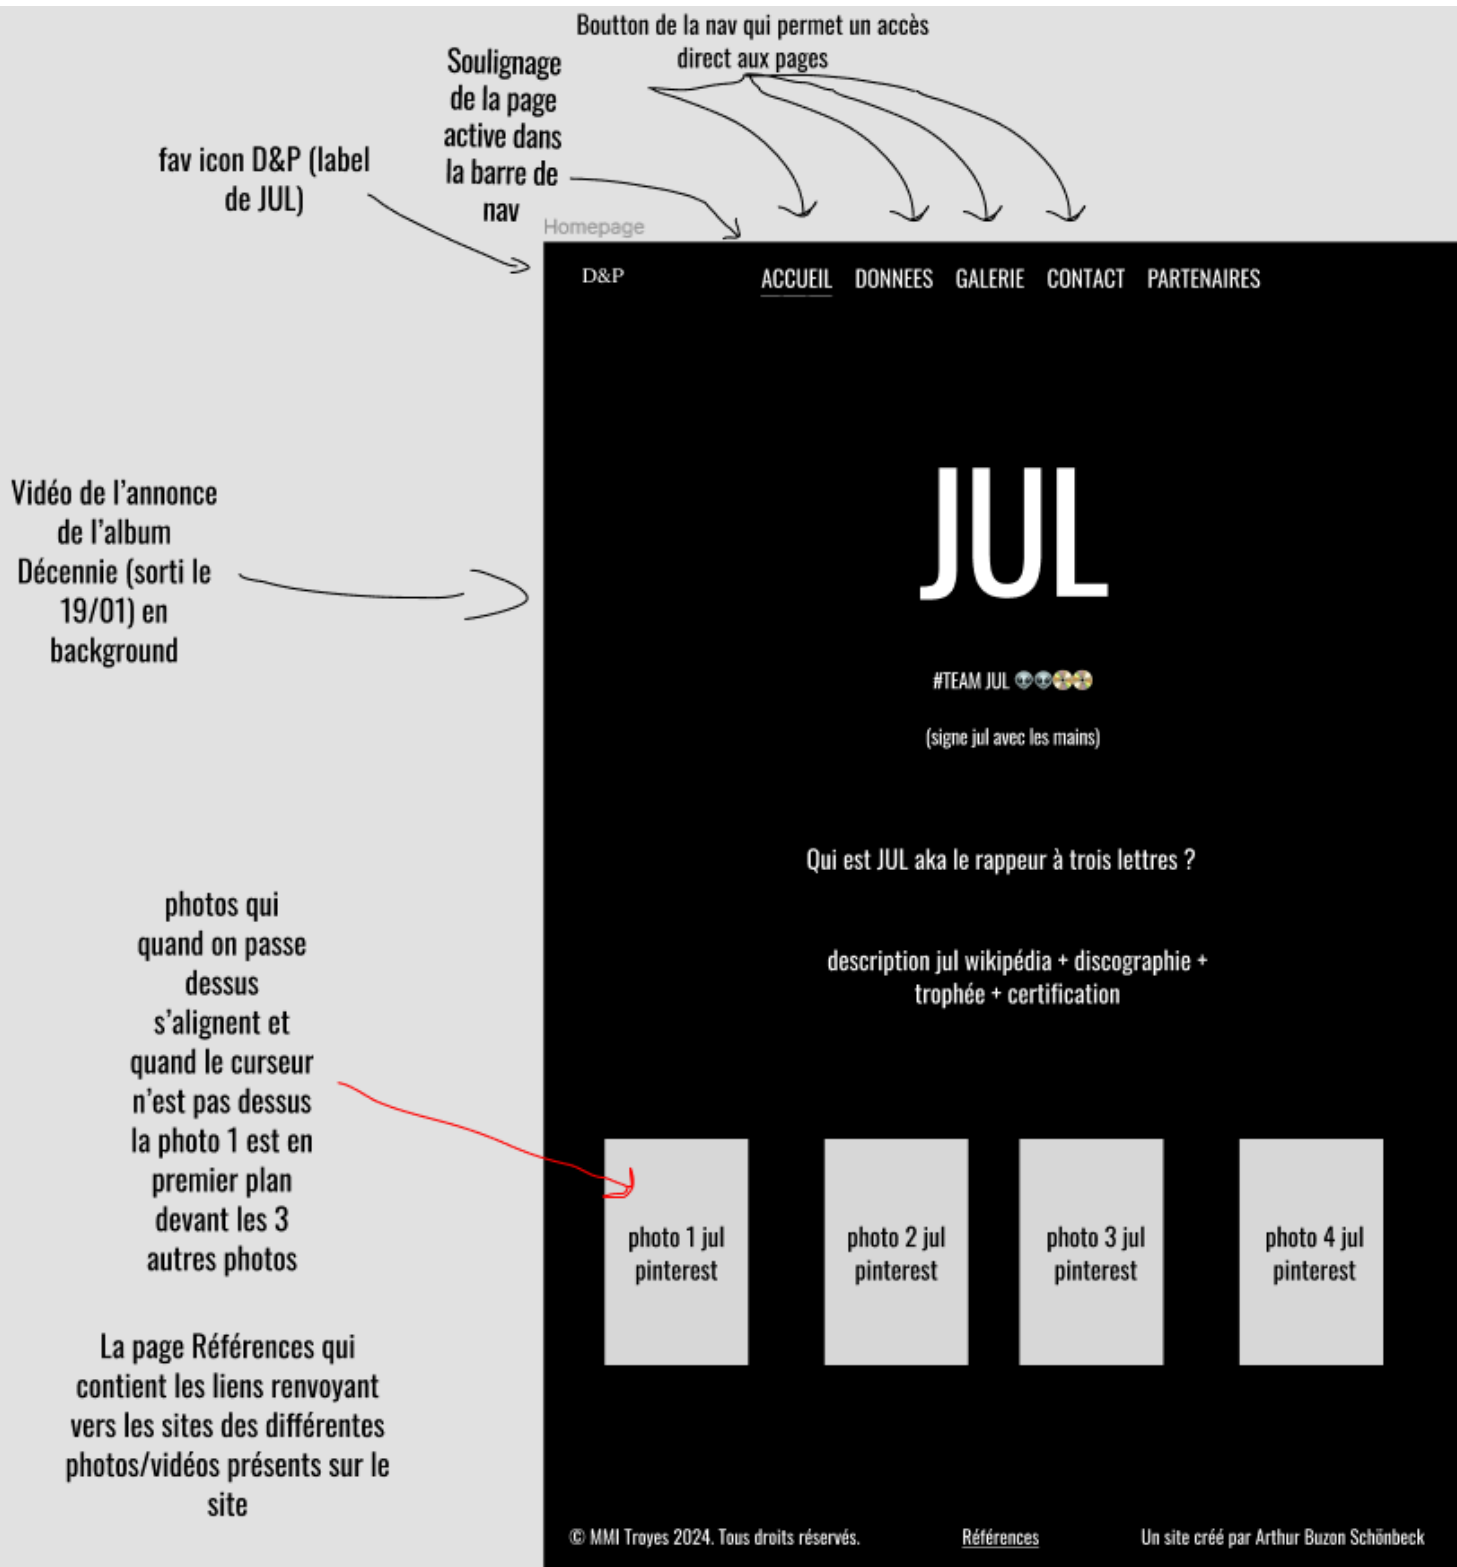 Boutton de la nav qui permet un accès
direct aux pages
Soulignage
de la page
active dans
la barre de
nav
fav icon D&P (label
de JUL)
Homepage
D&P
ACCUEIL DONNEES GALERIE CONTACT PARTENAIRES
JUL
Vidéo de l'annonce
de l'album
Décennie (sorti le
19/01) en
background
#TEAM JUL 👽👽📀📀
(signe jul avec les mains)
Qui est JUL aka le rappeur à trois lettres ?
description jul wikipédia + discographie +
trophée + certification
photos qui
quand on passe
dessus
s'alignent et
quand le curseur
n'est pas dessus
la photo 1 est en
premier plan
devant les 3
autres photos
photo 1 jul
pinterest
photo 2 jul
pinterest
photo 3 jul
pinterest
photo 4 jul
pinterest
La page Références qui
contient les liens renvoyant
vers les sites des différentes
photos/vidéos présents sur le
site
© MMI Troyes 2024. Tous droits réservés.
Références
Un site créé par Arthur Buzon Schönbeck